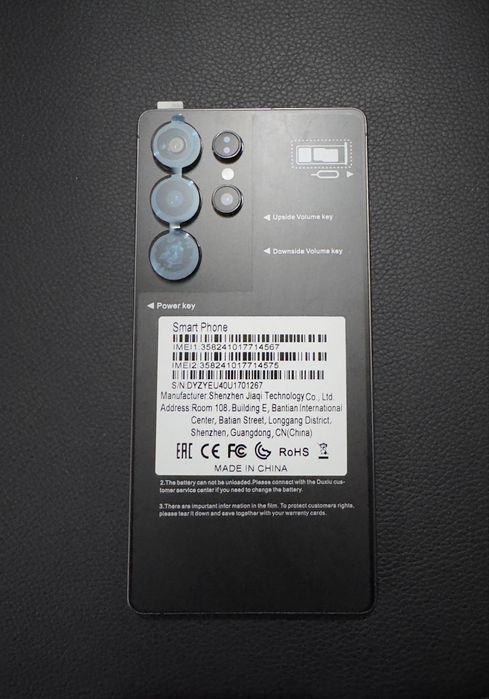 Upside Volume key
Downside Volume key
Power key
Smart Phone
IMEI1:358241017714567
IMEI2:358241017714575
S/N:DYZYEU40U1701267
Manufacturer:Shenzhen Jiaqi Technology Co., Ltd.
Address:Room 108, Building E, Bantian International
Center, Batian Street, Longgang District,
Shenzhen, Guangdong, CN(China)
EAC CE FC RoHS
MADE IN CHINA
2.The battery can not be unloaded.Please connect with the Duxiu cus-
tomer service center if you need to change the battery.
3.There are important infor mation in the film. To protect customers rights,
please tear it down and save together with your warranty cards.